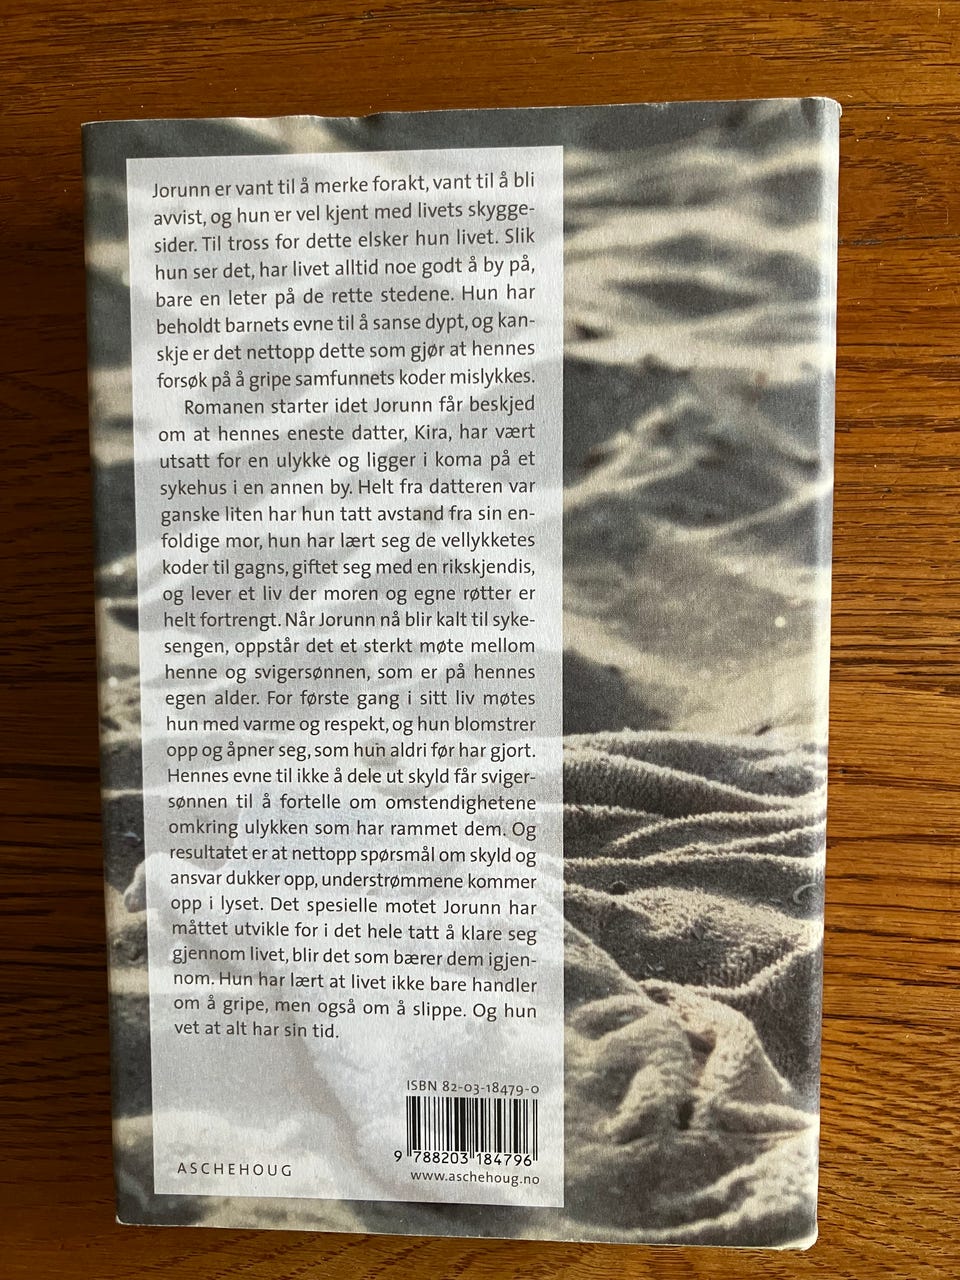 Jorunn er vant til å merke forakt, vant til å bli
avvist, og hun er vel kjent med livets skygge-
sider. Til tross for dette elsker hun livet. Slik
hun ser det, har livet alltid noe godt å by på,
bare en leter på de rette stedene. Hun har
beholdt barnets evne til å sanse dypt, og kan-
skje er det nettopp dette som gjør at hennes
forsøk på å gripe samfunnets koder mislykkes.
Romanen starter idet Jorunn får beskjed
om at hennes eneste datter, Kira, har vært
utsatt for en ulykke og ligger i koma på et
sykehus i en annen by. Helt fra datteren var
ganske liten har hun tatt avstand fra sin en-
foldige mor, hun har lært seg de vellykketes
koder til gagns, giftet seg med en rikskjendis,
og lever et liv der moren og egne røtter er
helt fortrengt. Når Jorunn nå blir kalt til syke-
sengen, oppstår det et sterkt møte mellom
henne og svigersønnen, som er på hennes
egen alder. For første gang i sitt liv møtes
hun med varme og respekt, og hun blomstrer
opp og åpner seg, som hun aldri før har gjort.
Hennes evne til ikke å dele ut skyld får sviger-
sønnen til å fortelle om omstendighetene
omkring ulykken som har rammet dem. Og
resultatet er at nettopp spørsmål om skyld og
ansvar dukker opp, understrømmene kommer
opp i lyset. Det spesielle motet Jorunn har
måttet utvikle for i det hele tatt å klare seg
gjennom livet, blir det som bærer dem igjen-
nom. Hun har lært at livet ikke bare handler
om å gripe, men også om å slippe. Og hun
vet at alt har sin tid.
ISBN 82-03-18479-0
9 788203 184796
www.aschehoug.no
ASCHEHOUG